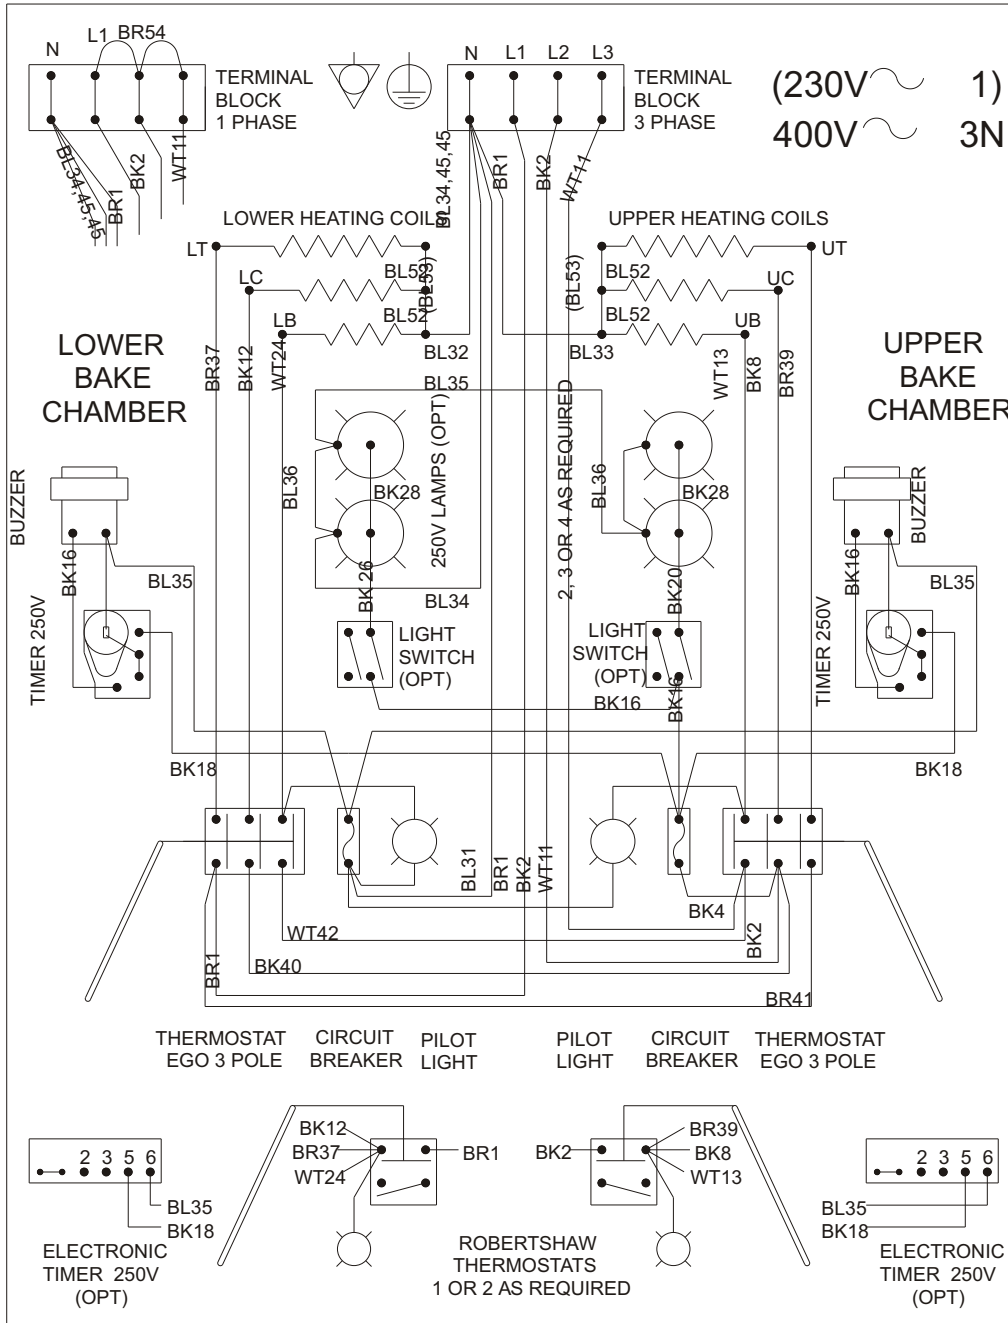 N
L1
BR54
TERMINAL
BLOCK
1 PHASE
BL34,45,45
BR1
BK2
WT11
N
L1
L2
L3
TERMINAL
BLOCK
3 PHASE
(230V 1)
400V 3N
BL34,45,45
BR1
BK2
WT11
LOWER HEATING COILS
UPPER HEATING COILS
LT
LC
LB
BL52
BL52
(BL53)
BL32
(BL53)
BL52
BL52
BL33
UT
UC
UB
LOWER
BAKE
CHAMBER
BR37
BK12
WT24
WT13
BK8
BR39
UPPER
BAKE
CHAMBER
BL35
250V LAMPS (OPT)
2, 3 OR 4 AS REQUIRED
BL36
BK28
BL36
BK28
BUZZER
BUZZER
BK16
BL35
BK16
BL35
BK 26
BL34
BK20
TIMER 250V
TIMER 250V
LIGHT
SWITCH
(OPT)
LIGHT
SWITCH
(OPT)
BK16
BK16
BK18
BK18
BL31
BR1
BK2
WT11
BK4
WT42
BK2
BR1
BK40
BR41
THERMOSTAT
EGO 3 POLE
CIRCUIT
BREAKER
PILOT
LIGHT
PILOT
LIGHT
CIRCUIT
BREAKER
THERMOSTAT
EGO 3 POLE
BK12
BR37
WT24
BR1
BK2
BR39
BK8
WT13
2 3 5 6
BL35
BK18
ELECTRONIC
TIMER 250V
(OPT)
ROBERTSHAW
THERMOSTATS
1 OR 2 AS REQUIRED
2 3 5 6
BL35
BK18
ELECTRONIC
TIMER 250V
(OPT)